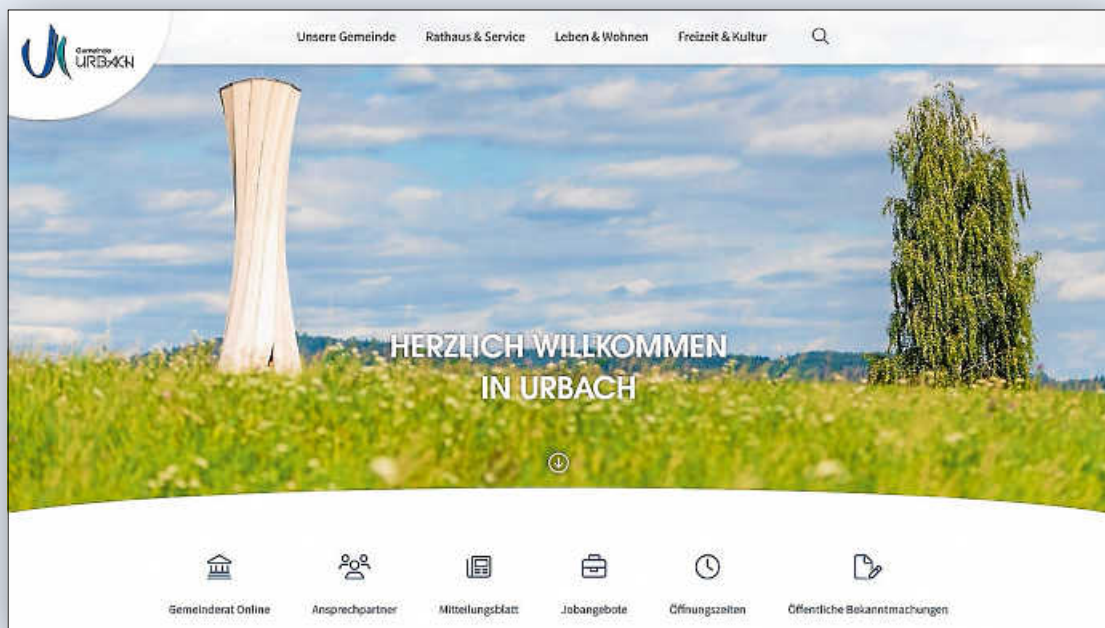 Gemeinde
URBACH
Unsere Gemeinde Rathaus & Service Leben & Wohnen Freizeit & Kultur
HERZLICH WILLKOMMEN
IN URBACH
Gemeinderat Online Ansprechpartner Mitteilungsblatt Jobangebote Öffnungszeiten Öffentliche Bekanntmachungen